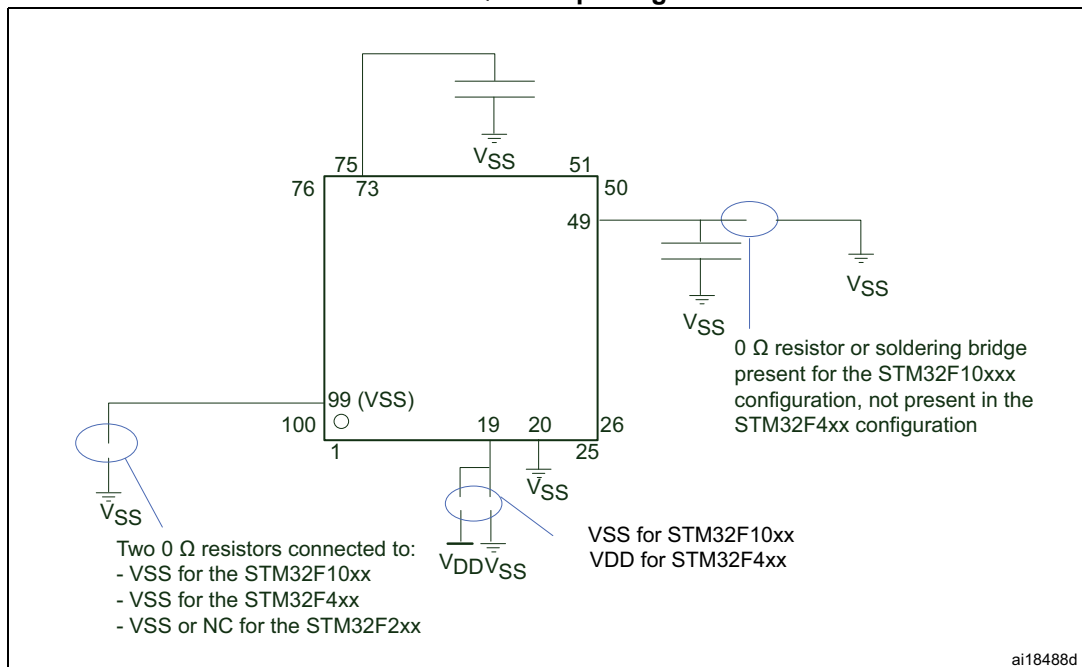 VSS
75
51
76
73
50
49
VSS
VSS
0 Ω resistor or soldering bridge
present for the STM32F10xxx
configuration, not present in the
STM32F4xx configuration
99 (VSS)
100
19
20
26
1
25
VSS
VSS
VDD VSS
VSS for STM32F10xx
VDD for STM32F4xx
Two 0 Ω resistors connected to:
- VSS for the STM32F10xx
- VSS for the STM32F4xx
- VSS or NC for the STM32F2xx
ai18488d